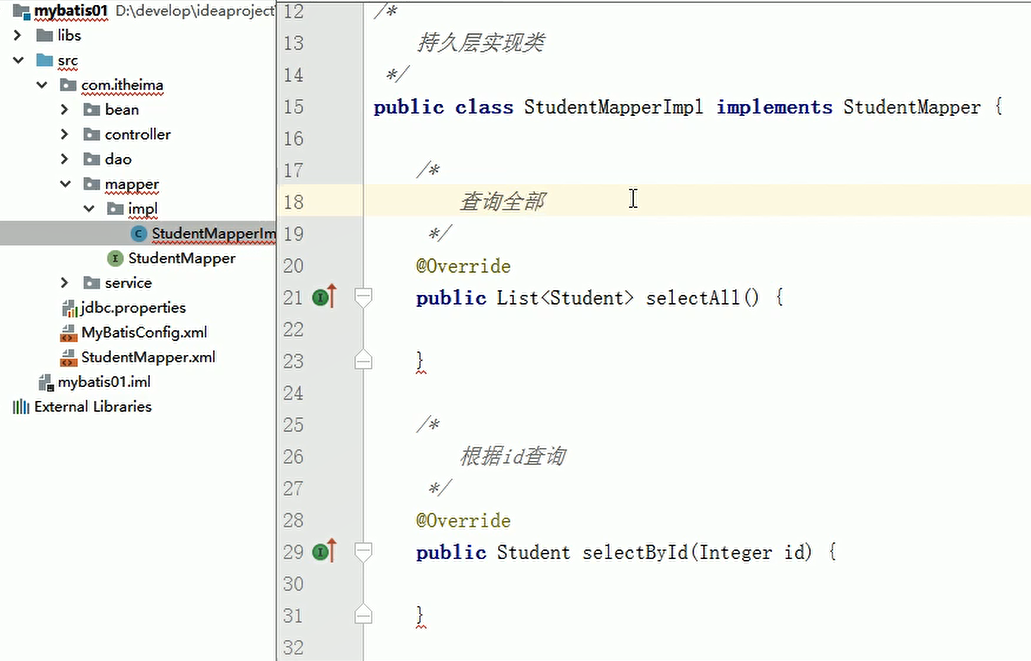 mybatis01 D:\develop\ideaproject
libs
src
com.itheima
bean
controller
dao
mapper
impl
StudentMapperIm
StudentMapper
service
jdbc.properties
MyBatisConfig.xml
StudentMapper.xml
mybatis01.iml
External Libraries
12 /*
13 持久层实现类
14 */
15 public class StudentMapperImpl implements StudentMapper {
16
17 /*
18 查询全部
19 */
20 @Override
21 public List<Student> selectAll() {
22
23 }
24
25 /*
26 根据id查询
27 */
28 @Override
29 public Student selectById(Integer id) {
30
31 }
32